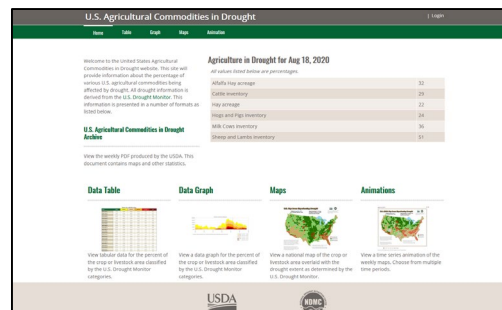 U.S. Agricultural Commodities in Drought
| Login
Home Table Graph Maps Animation
Welcome to the United States Agricultural
Commodities in Drought website. This site will
provide information about the percentage of
various U.S. agricultural commodities being
affected by drought. All drought information is
derived from the U.S. Drought Monitor. This
information is presented in a number of formats as
listed below.
U.S. Agricultural Commodities in Drought
Archive
View the weekly PDF produced by the USDA. This
document contains maps and other statistics.
Agriculture in Drought for Aug 18, 2020
All values listed below are percentages.
Alfalfa Hay acreage 32
Cattle Inventory 29
Hay acreage 22
Hogs and Pigs Inventory
Milk Cows Inventory 36
Sheep and Lambs Inventory 51
Data Table
View tabular data for the percent of
the crop or livestock area classified
by the U.S. Drought Monitor
categories.
Data Graph
View a data graph for the percent of
the crop or livestock area classified
by the U.S. Drought Monitor
categories.
Maps
View a national map of the crop or
livestock area overlaid with the
drought extent as determined by the
U.S. Drought Monitor.
Animations
View a time series animation of the
weekly maps. Choose from multiple
time periods.
USDA
NDMC